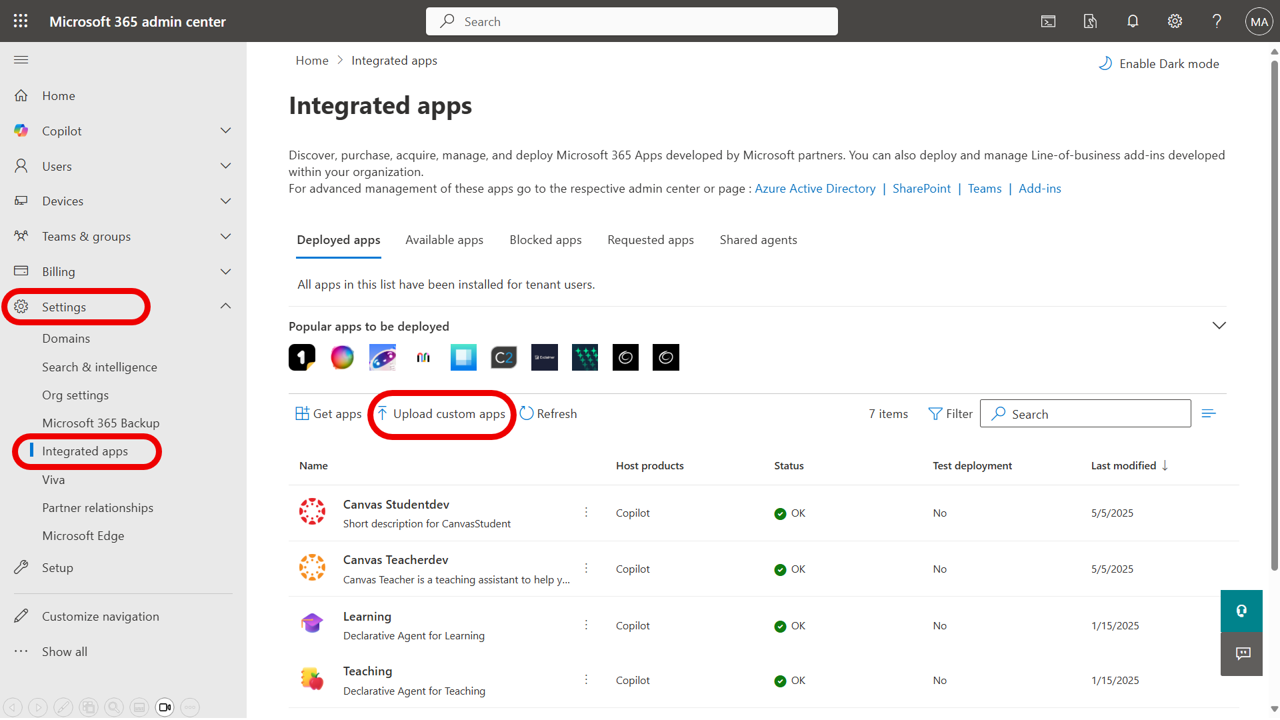 Microsoft 365 admin center
Search
MA
Home
Copilot
Users
Devices
Teams & groups
Billing
Settings
Domains
Search & intelligence
Org settings
Microsoft 365 Backup
Integrated apps
Viva
Partner relationships
Microsoft Edge
Setup
Customize navigation
Show all
Home > Integrated apps
Enable Dark mode
Integrated apps
Discover, purchase, acquire, manage, and deploy Microsoft 365 Apps developed by Microsoft partners. You can also deploy and manage Line-of-business add-ins developed
within your organization.
For advanced management of these apps go to the respective admin center or page : Azure Active Directory | SharePoint | Teams | Add-ins
Deployed apps Available apps Blocked apps Requested apps Shared agents
All apps in this list have been installed for tenant users.
Popular apps to be deployed
1 C2
Get apps Upload custom apps Refresh 7 items Filter Search
Name Host products Status Test deployment Last modified ↓
Canvas Studentdev
Short description for CanvasStudent
Copilot OK No 5/5/2025
Canvas Teacherdev
Canvas Teacher is a teaching assistant to help y...
Copilot OK No 5/5/2025
Learning
Declarative Agent for Learning
Copilot OK No 1/15/2025
Teaching
Declarative Agent for Teaching
Copilot OK No 1/15/2025